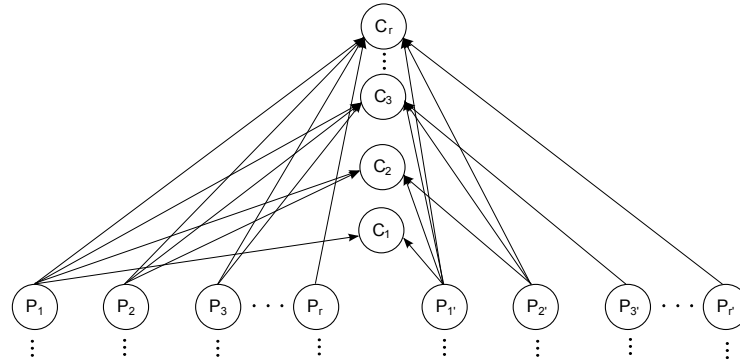 Cᵣ
C₃
C₂
C₁
P₁ P₂ P₃ · · · Pᵣ P₁' P₂' P₃' · · · Pᵣ'